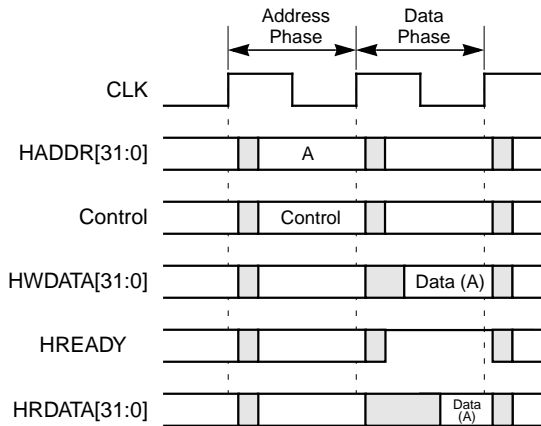 Address Phase
Data Phase
CLK
HADDR[31:0]
A
Control
Control
HWDATA[31:0]
Data (A)
HREADY
HRDATA[31:0]
Data (A)